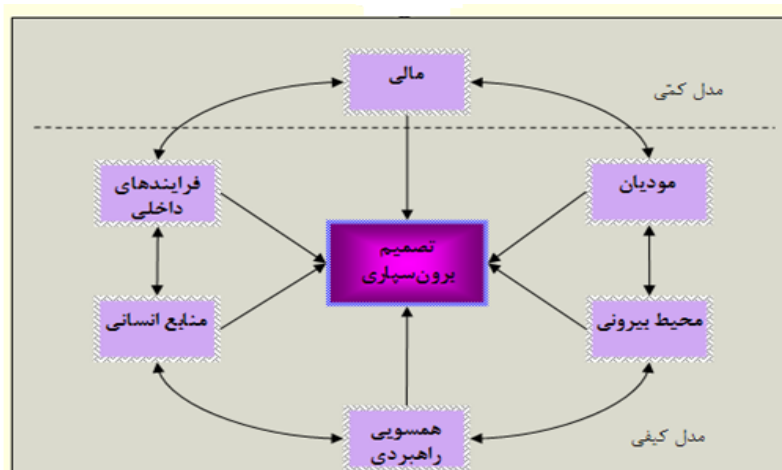 مالی
مدل کمّی
مودیان
فرایندهای
داخلی
تصمیم
برون‌سپاری
محیط بیرونی
منابع انسانی
همسویی
راهبردی
مدل کیفی